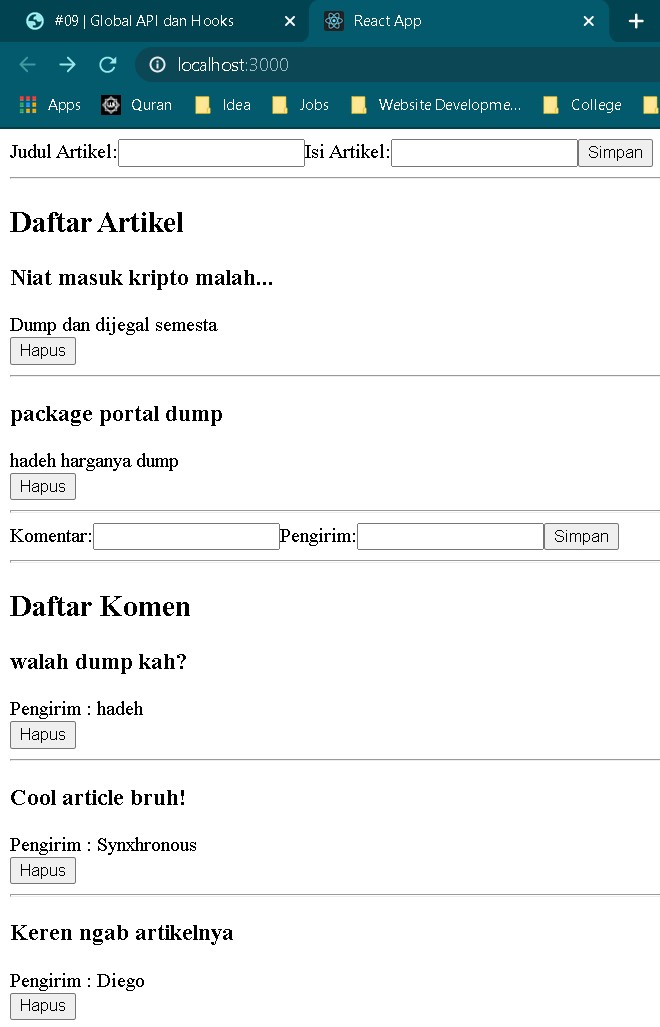 #09 | Global API dan Hooks
React App
localhost:3000
Apps Quran Idea Jobs Website Developme... College
Judul Artikel: Isi Artikel: Simpan
Daftar Artikel
Niat masuk kripto malah...
Dump dan dijegal semesta
Hapus
package portal dump
hadeh harganya dump
Hapus
Komentar: Pengirim: Simpan
Daftar Komen
walah dump kah?
Pengirim : hadeh
Hapus
Cool article bruh!
Pengirim : Synxhronous
Hapus
Keren ngab artikelnya
Pengirim : Diego
Hapus